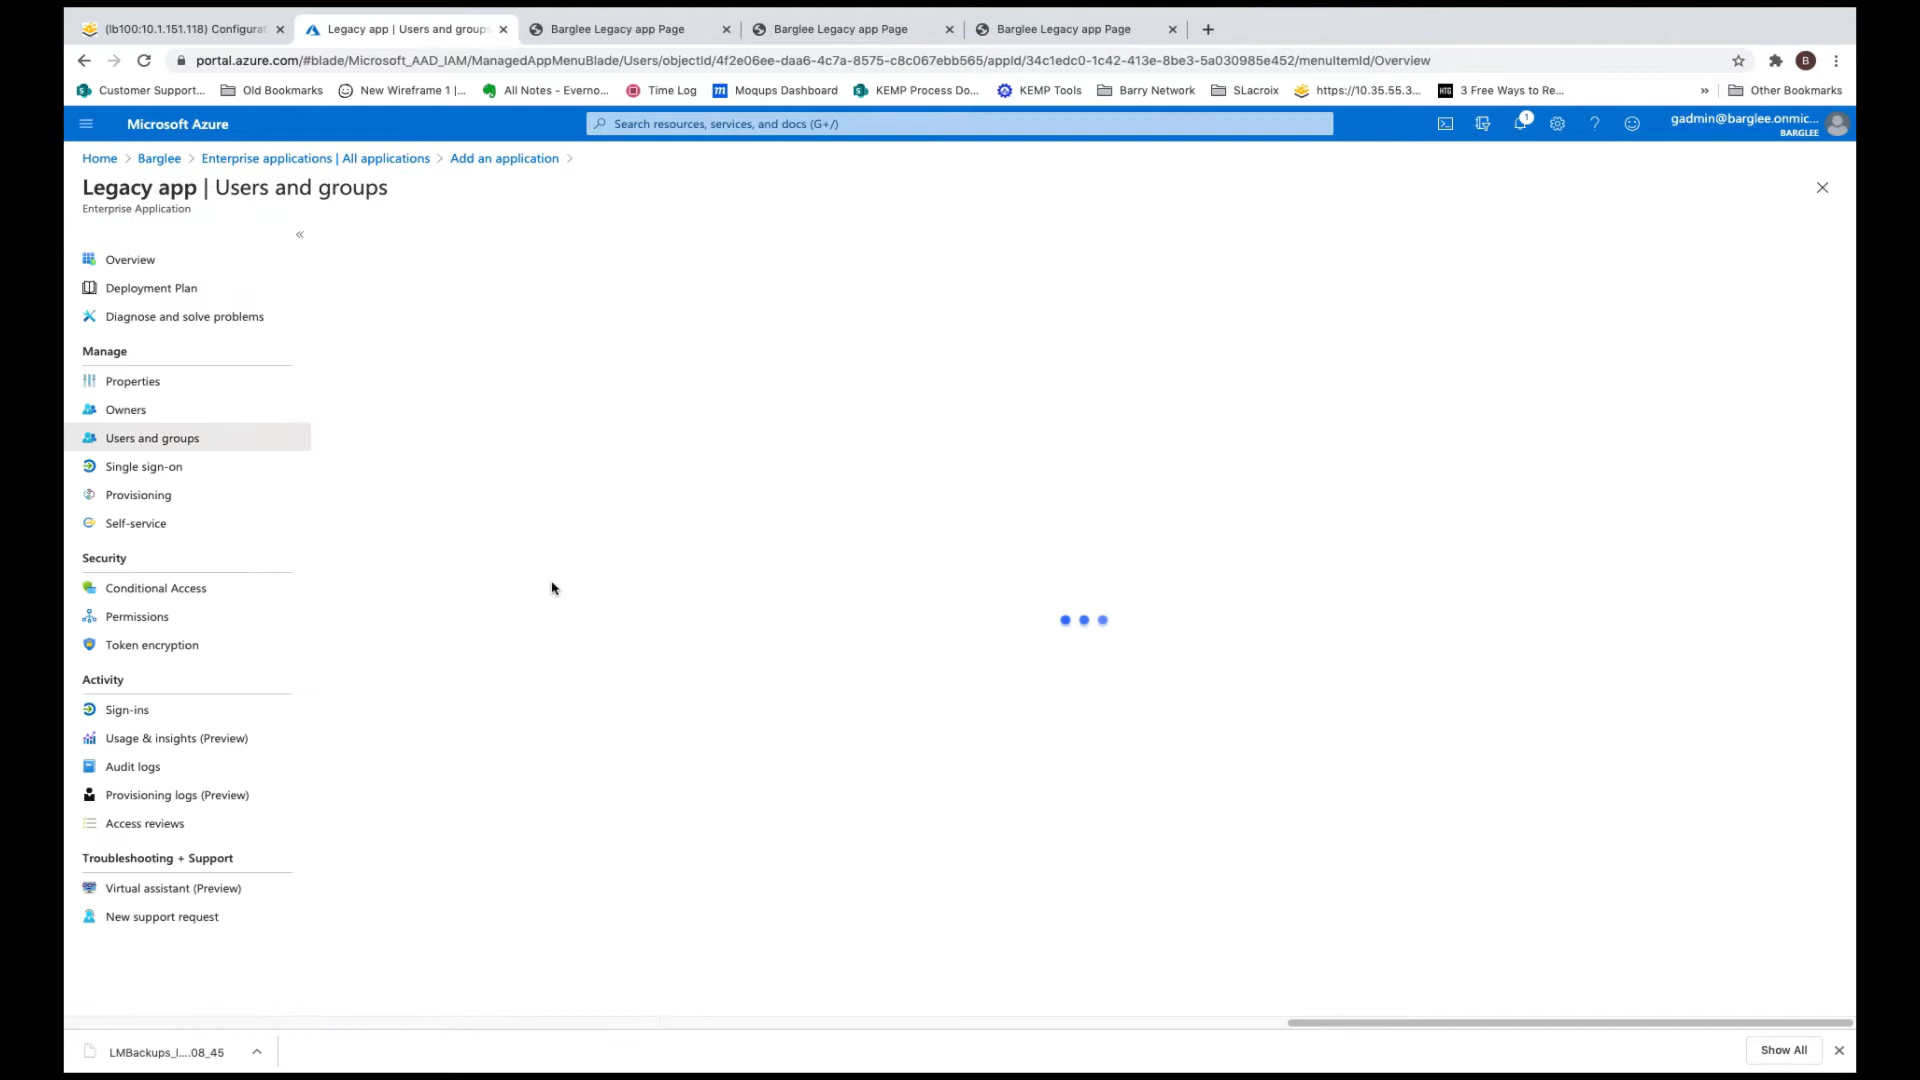 (lb100:10.1.151.118) Configurat
Legacy app | Users and groups
Barglee Legacy app Page
Barglee Legacy app Page
Barglee Legacy app Page
portal.azure.com/#blade/Microsoft_AAD_IAM/ManagedAppMenuBlade/Users/objectId/4f2e06ee-daa6-4c7a-8575-c8c067ebb565/appId/34c1edc0-1c42-413e-8be3-5a030985e452/menuItemId/Overview
B
Customer Support...
Old Bookmarks
New Wireframe 1 |...
All Notes - Everno...
Time Log
Moqups Dashboard
KEMP Process Do...
KEMP Tools
Barry Network
SLacroix
https://10.35.55.3...
HTG
3 Free Ways to Re...
»
Other Bookmarks
Microsoft Azure
Search resources, services, and docs (G+/)
1
gadmin@barglee.onmic...
BARGLEE
Home > Barglee > Enterprise applications | All applications > Add an application >
Legacy app | Users and groups
Enterprise Application
«
Overview
Deployment Plan
Diagnose and solve problems
Manage
Properties
Owners
Users and groups
Single sign-on
Provisioning
Self-service
Security
Conditional Access
Permissions
Token encryption
Activity
Sign-ins
Usage & insights (Preview)
Audit logs
Provisioning logs (Preview)
Access reviews
Troubleshooting + Support
Virtual assistant (Preview)
New support request
LMBackups_l....08_45
Show All